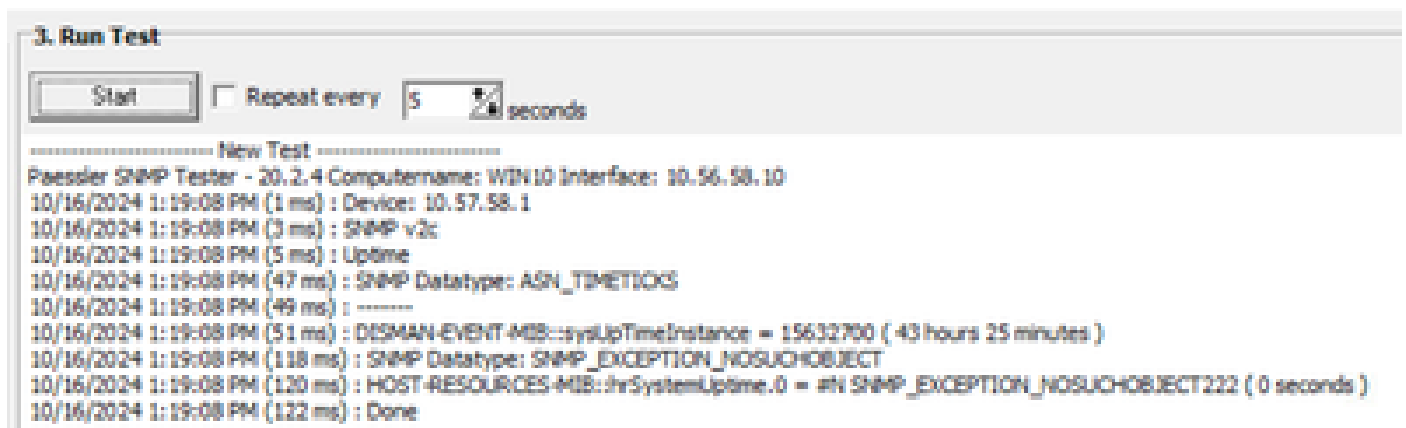 3. Run Test
Start Repeat every 5 seconds
------------------------- New Test -------------------------
Paessler SNMP Tester - 20.2.4 Computername: WIN10 Interface: 10.56.58.10
10/16/2024 1:19:08 PM (1 ms) : Device: 10.57.58.1
10/16/2024 1:19:08 PM (3 ms) : SNMP v2c
10/16/2024 1:19:08 PM (5 ms) : Uptime
10/16/2024 1:19:08 PM (47 ms) : SNMP Datatype: ASN_TIMETICKS
10/16/2024 1:19:08 PM (49 ms) : --------
10/16/2024 1:19:08 PM (51 ms) : DISMAN-EVENT-MIB::sysUpTimeInstance = 15632700 ( 43 hours 25 minutes )
10/16/2024 1:19:08 PM (118 ms) : SNMP Datatype: SNMP_EXCEPTION_NOSUCHOBJECT
10/16/2024 1:19:08 PM (120 ms) : HOST-RESOURCES-MIB::hrSystemUptime.0 = #N SNMP_EXCEPTION_NOSUCHOBJECT222 ( 0 seconds )
10/16/2024 1:19:08 PM (122 ms) : Done